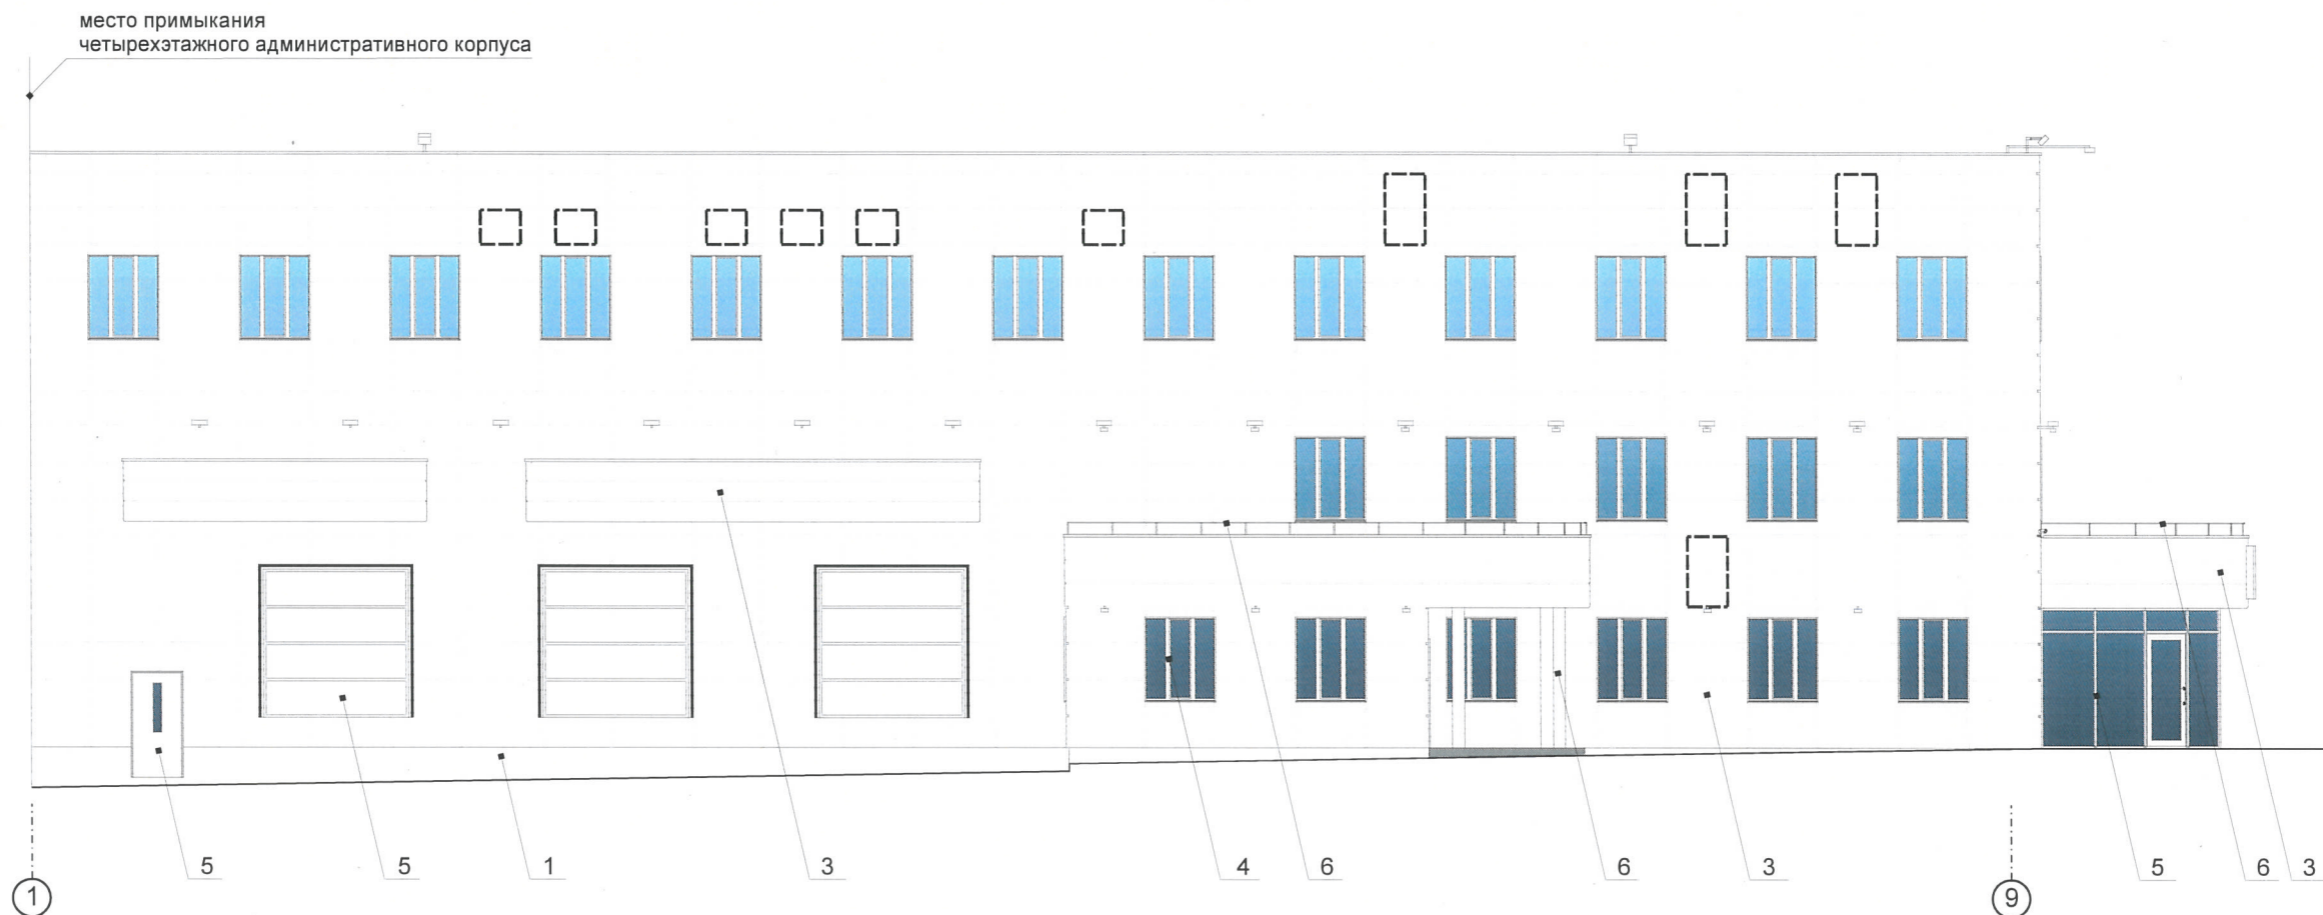 место примыкания
четырехэтажного административного корпуса
5 5 1 3 4 6 6 3 5 6 3
1 9